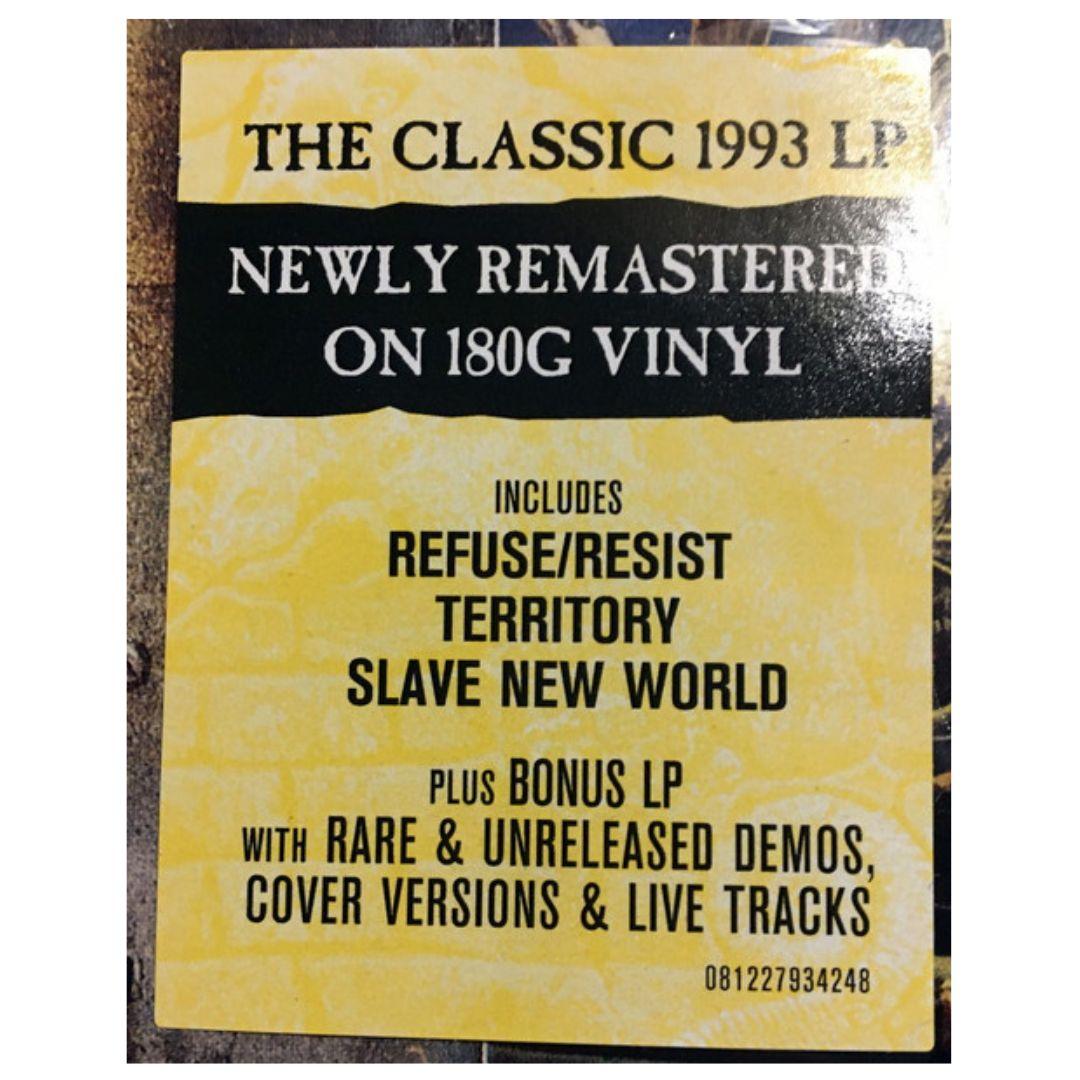 THE CLASSIC 1993 LP
NEWLY REMASTERED
ON 180G VINYL
INCLUDES
REFUSE/RESIST
TERRITORY
SLAVE NEW WORLD
PLUS BONUS LP
WITH RARE & UNRELEASED DEMOS,
COVER VERSIONS & LIVE TRACKS
081227934248